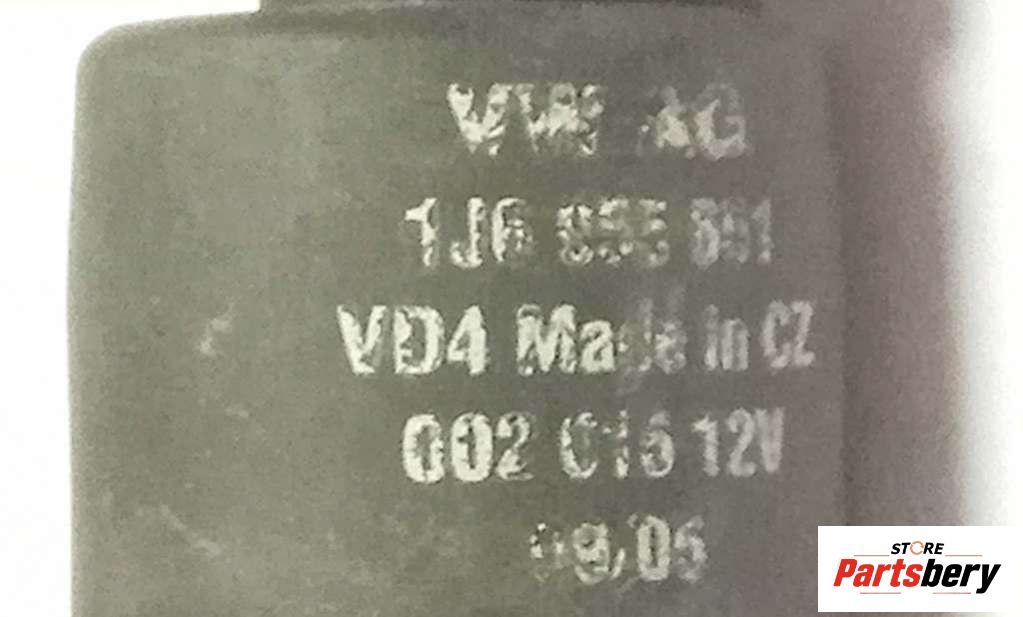 VW AG
1J6 955 651
VD4 Made in CZ
002 016 12V
09/05
STORE
Partsbery